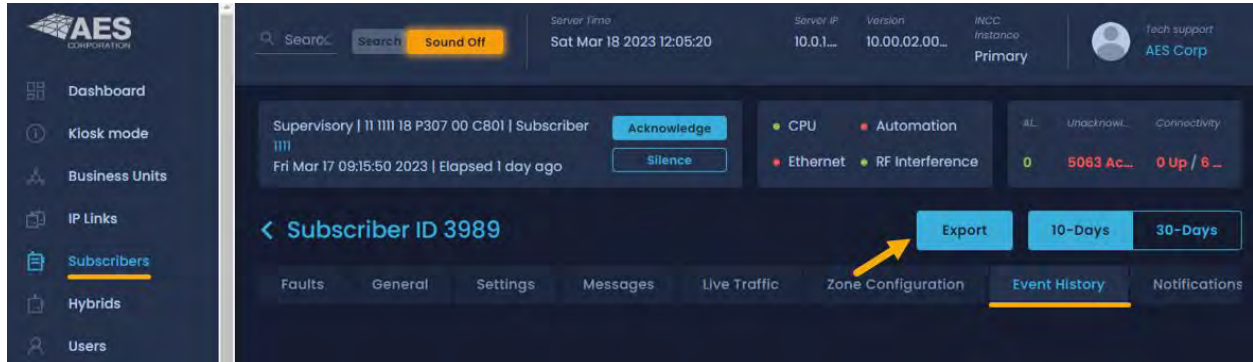 AES
CORPORATION
Dashboard
Kiosk mode
Business Units
IP Links
Subscribers
Hybrids
Users
Searc
Search
Sound Off
Server Time
Sat Mar 18 2023 12:05:20
Server IP
10.0.1....
Version
10.00.02.00...
INCC
Instance
Primary
Tech support
AES Corp
Supervisory | 11 1111 18 P307 00 C801 | Subscriber
1111
Fri Mar 17 09:15:50 2023 | Elapsed 1 day ago
Acknowledge
Silence
CPU
Automation
Ethernet
RF Interference
AL...
0
Unacknowl...
5063 Ac...
Connectivity
0 Up / 6 ...
< Subscriber ID 3989
Export
10-Days
30-Days
Faults
General
Settings
Messages
Live Traffic
Zone Configuration
Event History
Notifications